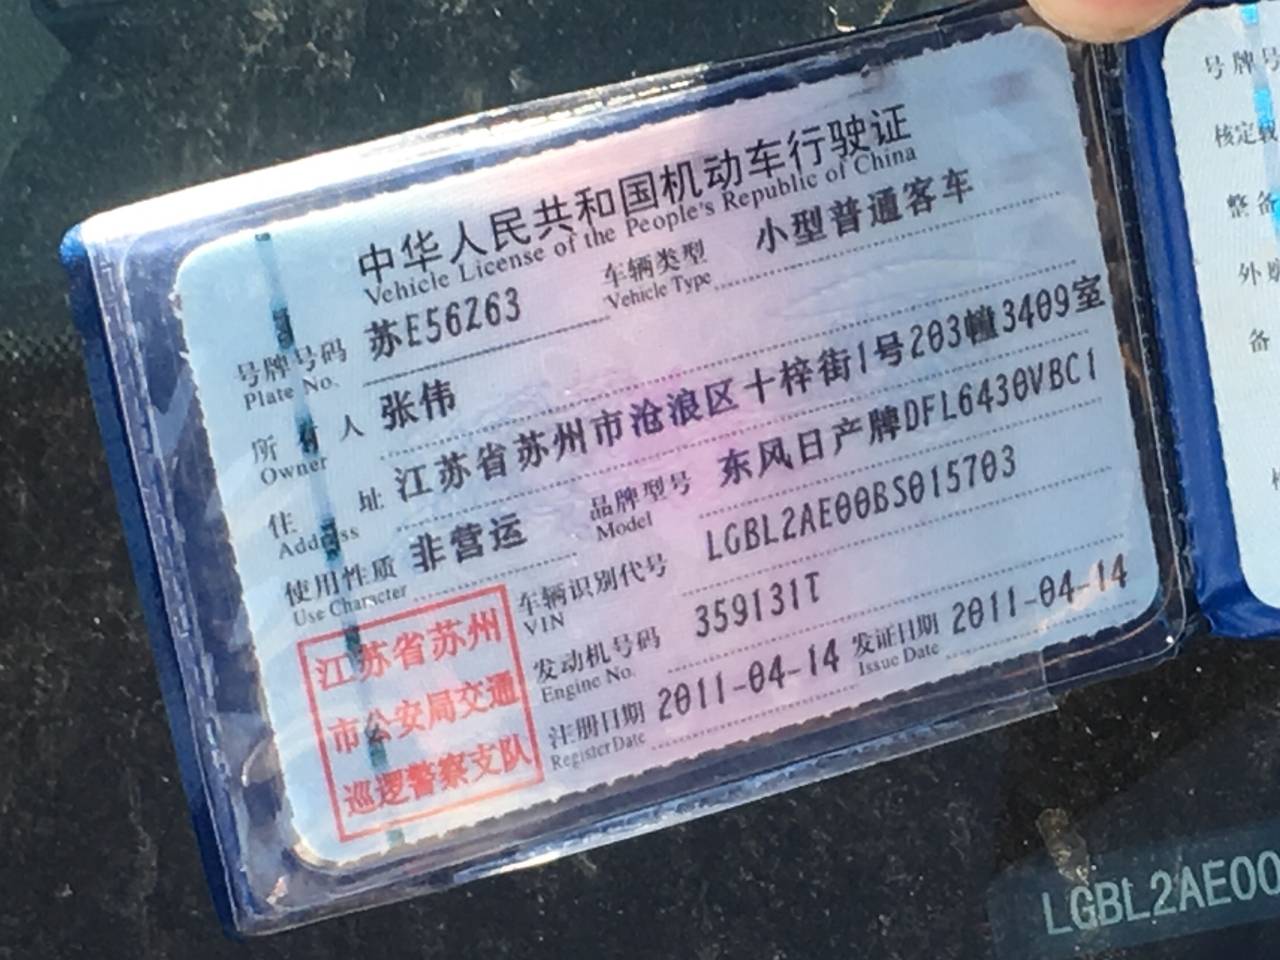 中华人民共和国机动车行驶证
Vehicle License of the People's Republic of China
号牌号码 苏E56263 车辆类型 小型普通客车
Plate No. Vehicle Type
所有人 张伟
Owner
住址 江苏省苏州市沧浪区十梓街1号203幢3409室
Address
使用性质 非营运 品牌型号 东风日产牌DFL6430VBC1
Use Character Model
车辆识别代号 LGBL2AE00BS015703
VIN
发动机号码 359131T
Engine No.
注册日期 2011-04-14 发证日期 2011-04-14
Register Date Issue Date
江苏省苏州
市公安局交通
巡逻警察支队
号牌号
核定载
整备
外廓
备
LGBL2AE00